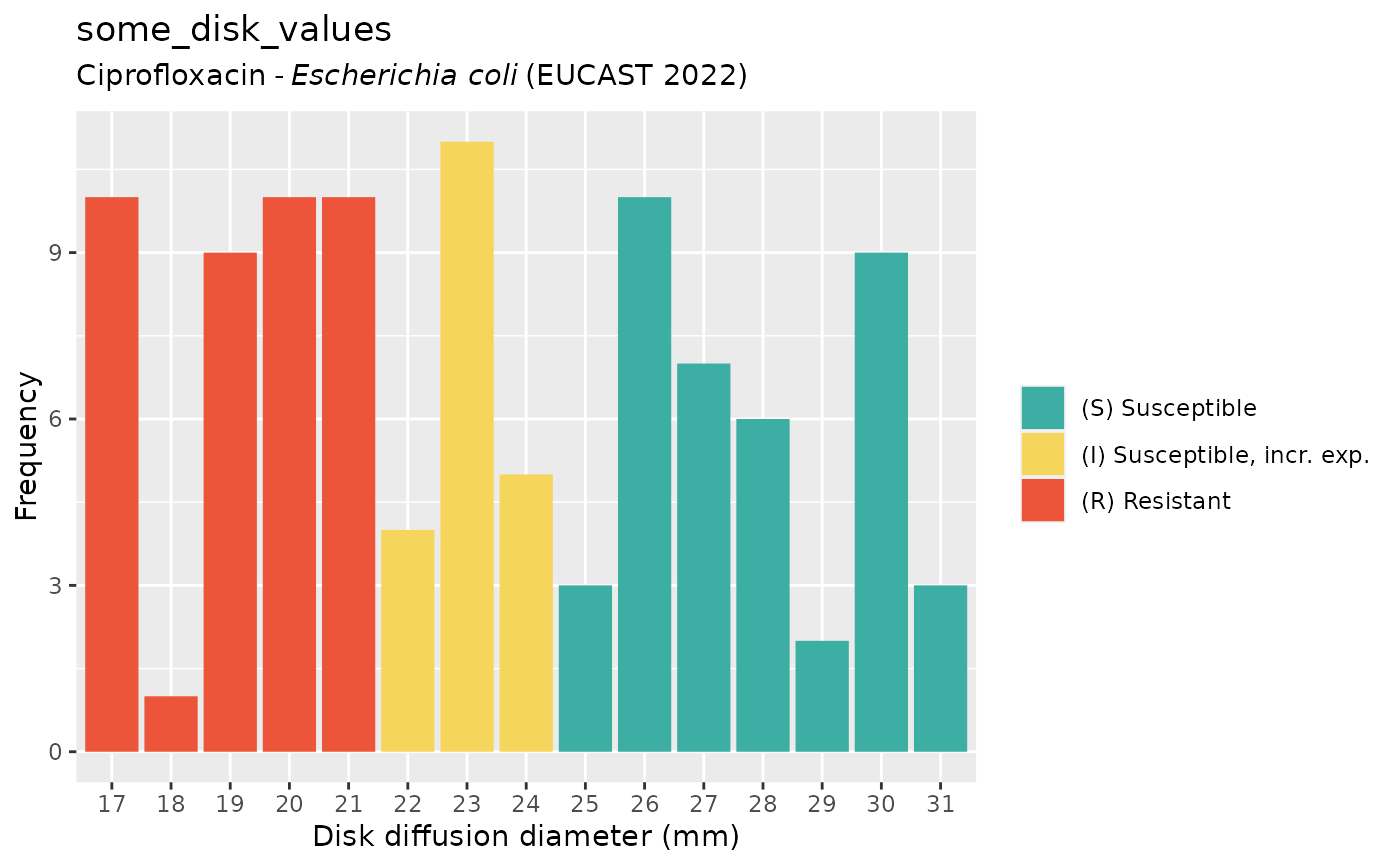 some_disk_values
Ciprofloxacin - Escherichia coli (EUCAST 2022)
Frequency
9
6
3
0
17 18 19 20 21 22 23 24 25 26 27 28 29 30 31
Disk diffusion diameter (mm)
(S) Susceptible
(I) Susceptible, incr. exp.
(R) Resistant